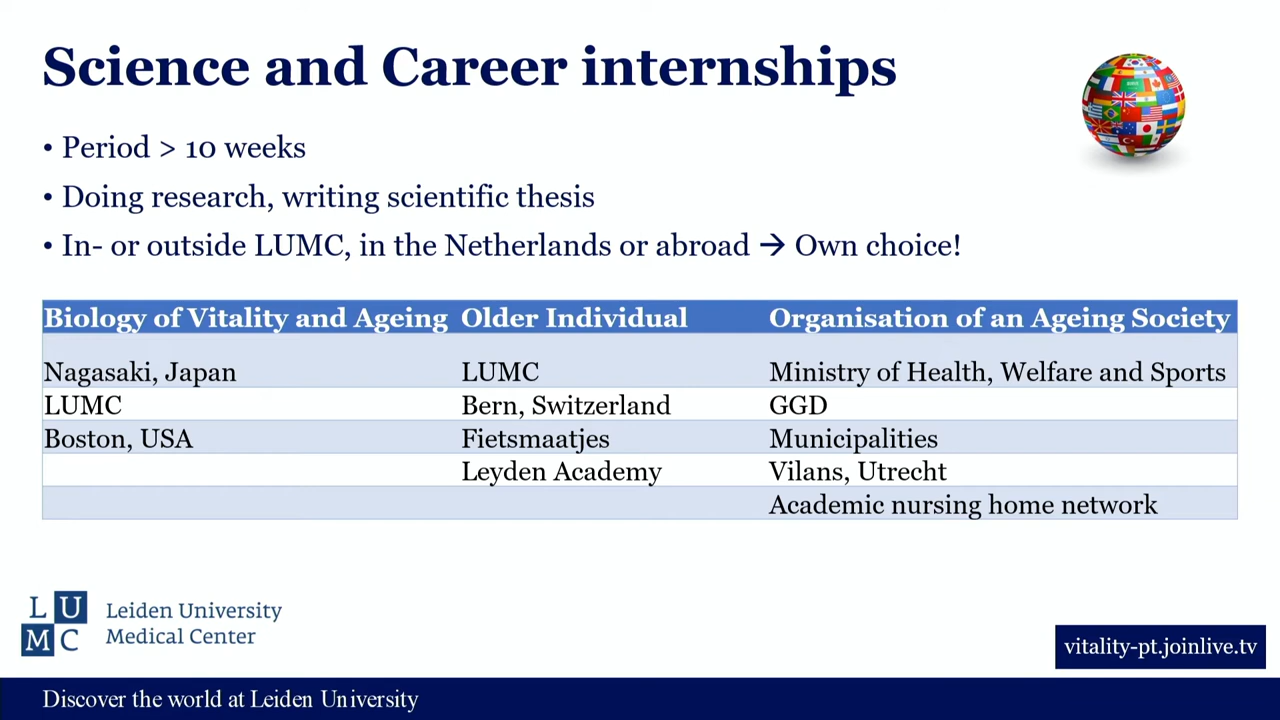 Science and Career internships
• Period > 10 weeks
• Doing research, writing scientific thesis
• In- or outside LUMC, in the Netherlands or abroad → Own choice!
Biology of Vitality and Ageing Older Individual Organisation of an Ageing Society
Nagasaki, Japan LUMC Ministry of Health, Welfare and Sports
LUMC Bern, Switzerland GGD
Boston, USA Fietsmaatjes Municipalities
Leyden Academy Vilans, Utrecht
Academic nursing home network
L U
M C
Leiden University
Medical Center
vitality-pt.joinlive.tv
Discover the world at Leiden University